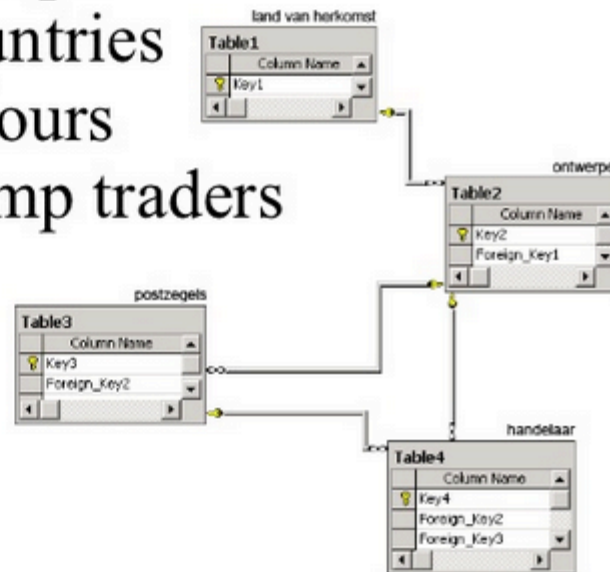 land van herkomst
untries
ours
mp traders
Table1
Column Name
Key1
ontwerpe
Table2
Column Name
Key2
Foreign_Key1
postzegels
Table3
Column Name
Key3
Foreign_Key2
handelaar
Table4
Column Name
Key4
Foreign_Key2
Foreign_Key3